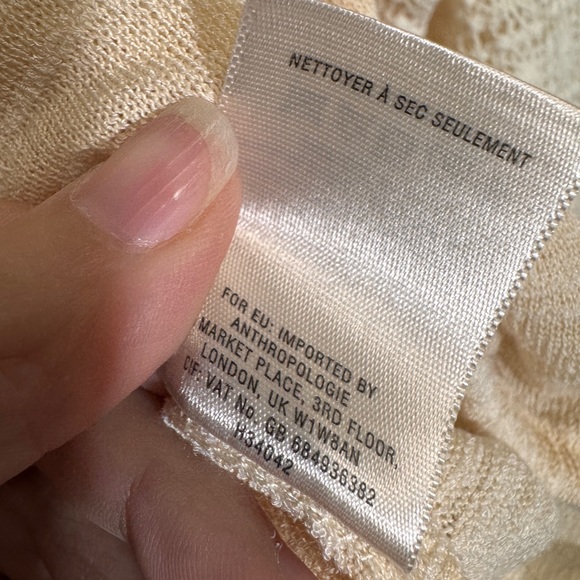 NETTOYER À SEC SEULEMENT
FOR EU: IMPORTED BY
ANTHROPOLOGIE
MARKET PLACE, 3RD FLOOR,
LONDON, UK W1W8AN
CIF: VAT No. GB 684936382
H34042